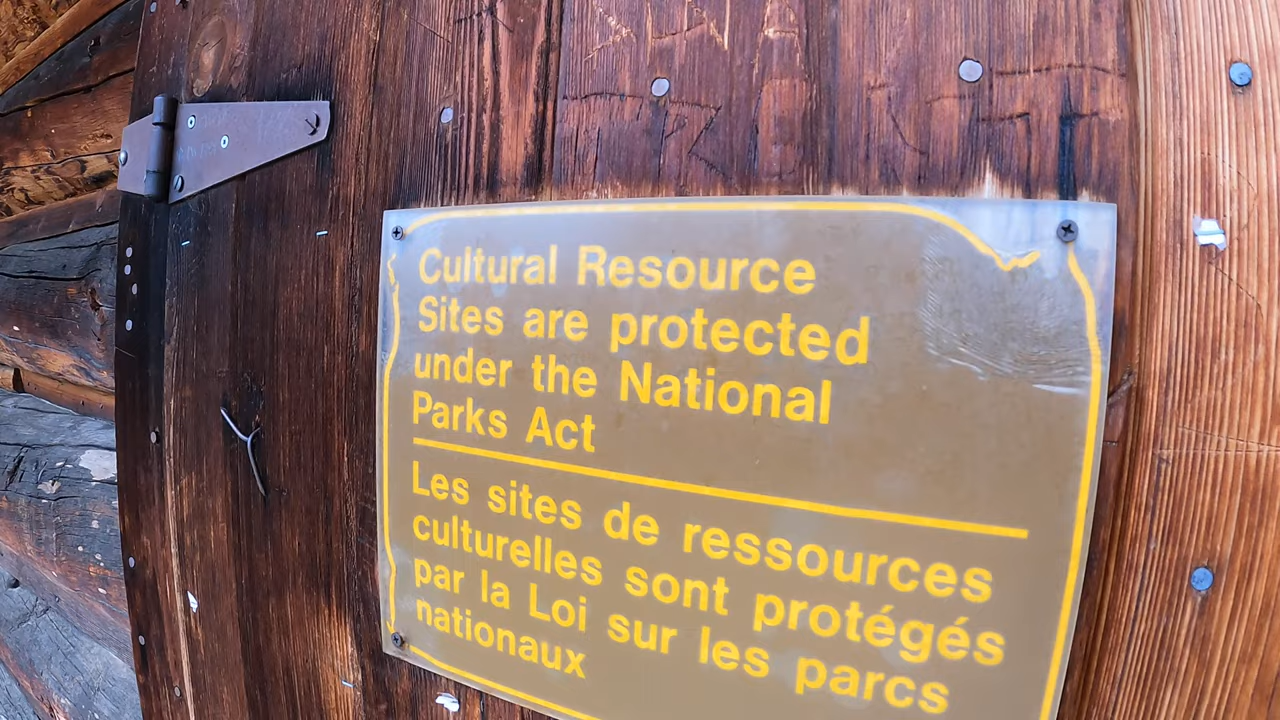 Cultural Resource
Sites are protected
under the National
Parks Act
Les sites de ressources
culturelles sont protégés
par la Loi sur les parcs
nationaux